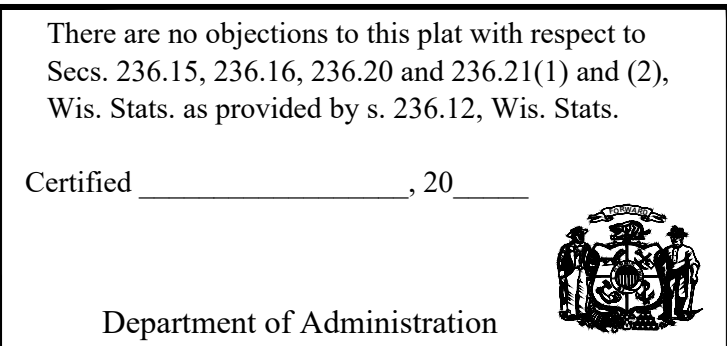 There are no objections to this plat with respect to
Secs. 236.15, 236.16, 236.20 and 236.21(1) and (2),
Wis. Stats. as provided by s. 236.12, Wis. Stats.
Certified __________________, 20_____
FORWARD
Department of Administration